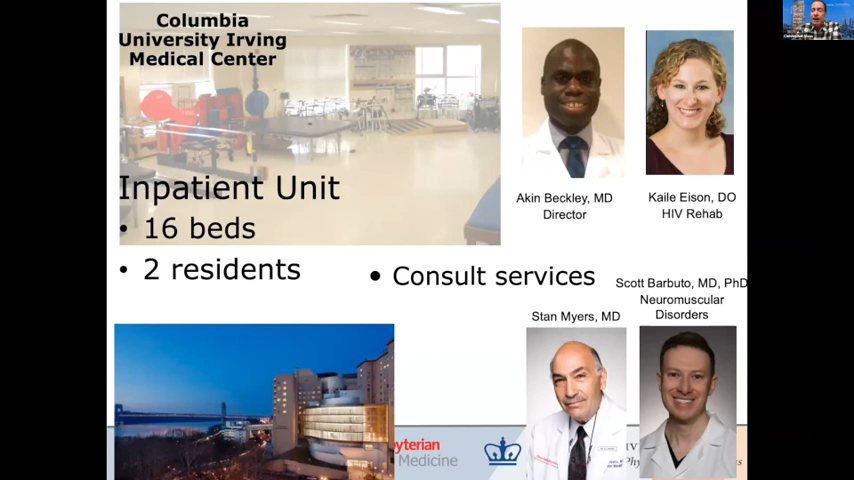 Columbia
University Irving
Medical Center
Inpatient Unit
• 16 beds
• 2 residents
• Consult services
Akin Beckley, MD
Director
Kaile Eison, DO
HIV Rehab
Scott Barbuto, MD, PhD
Neuromuscular
Disorders
Stan Myers, MD
yterian
Medicine